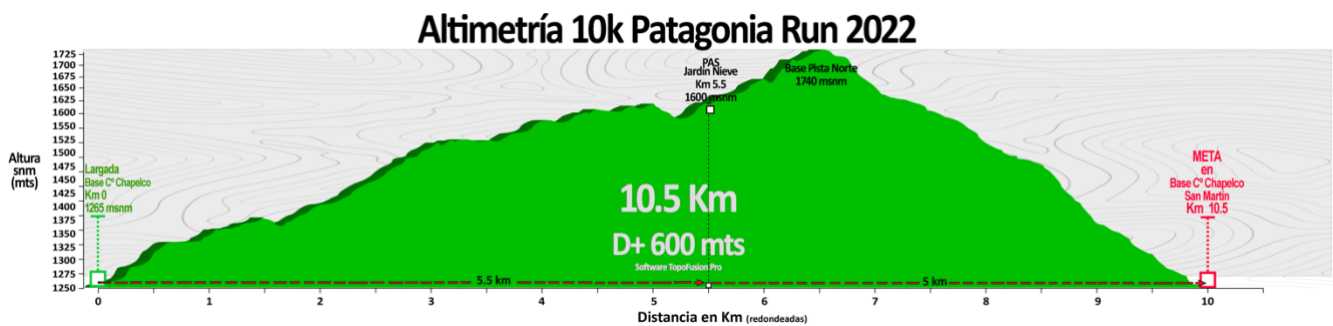 Altimetría 10k Patagonia Run 2022
1725
1700
1675
1650
1625
1600
1550
1525
1500
1475
1450
1425
1400
1375
1350
1325
1300
1275
1250
Altura
snm
(mts)
Largada
Base Cº Chapelco
Km 0
1265 msnm
PAS
Jardín Nieve
Km 5.5
1600 msnm
Base Pista Norte
1740 msnm
META
en
Base Cº Chapelco
San Martín
Km 10.5
10.5 Km
D+ 600 mts
Software TopoFusion Pro
5.5 km
5 km
0 1 2 3 4 5 6 7 8 9 10
Distancia en Km (redondeadas)